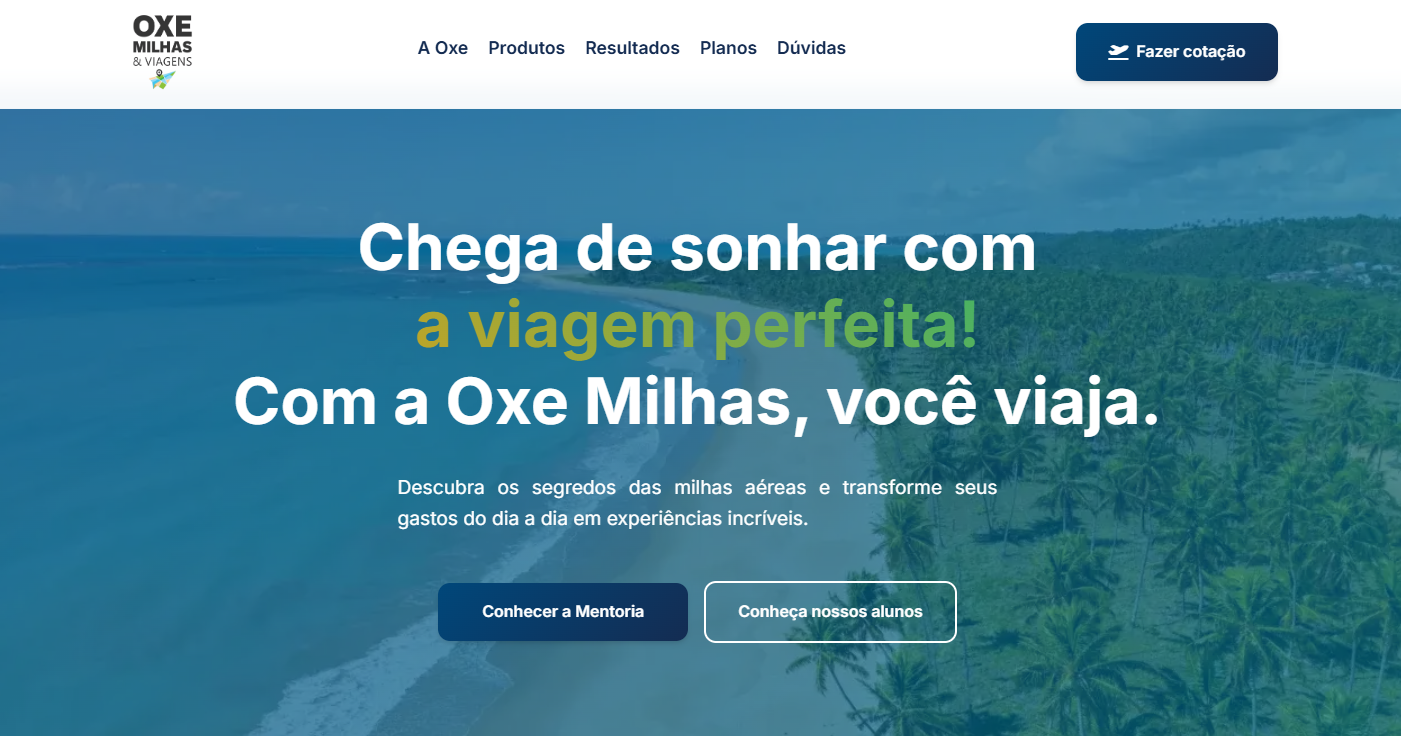 OXE
MILHAS
& VIAGENS
A Oxe Produtos Resultados Planos Dúvidas
Fazer cotação
Chega de sonhar com
a viagem perfeita!
Com a Oxe Milhas, você viaja.
Descubra os segredos das milhas aéreas e transforme seus
gastos do dia a dia em experiências incríveis.
Conhecer a Mentoria
Conheça nossos alunos